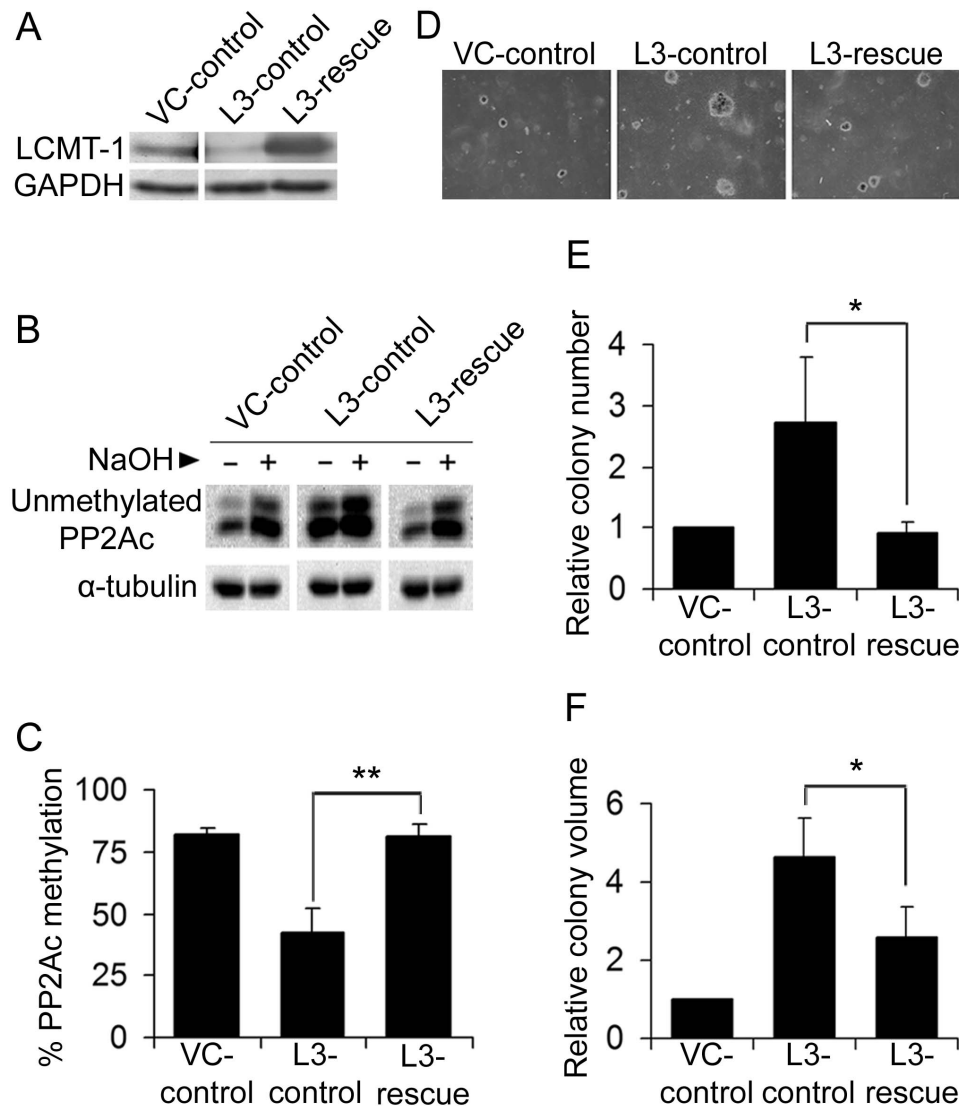 A
VC-control
L3-control
L3-rescue
LCMT-1
GAPDH
B
VC-control
L3-control
L3-rescue
NaOH►
– + – + – +
Unmethylated
PP2Ac
α-tubulin
C
% PP2Ac methylation
100
75
50
25
0
**
VC-
control
L3-
control
L3-
rescue
D
VC-control L3-control L3-rescue
E
Relative colony number
4
3
2
1
0
*
VC-
control
L3-
control
L3-
rescue
F
Relative colony volume
6
4
2
0
*
VC-
control
L3-
control
L3-
rescue